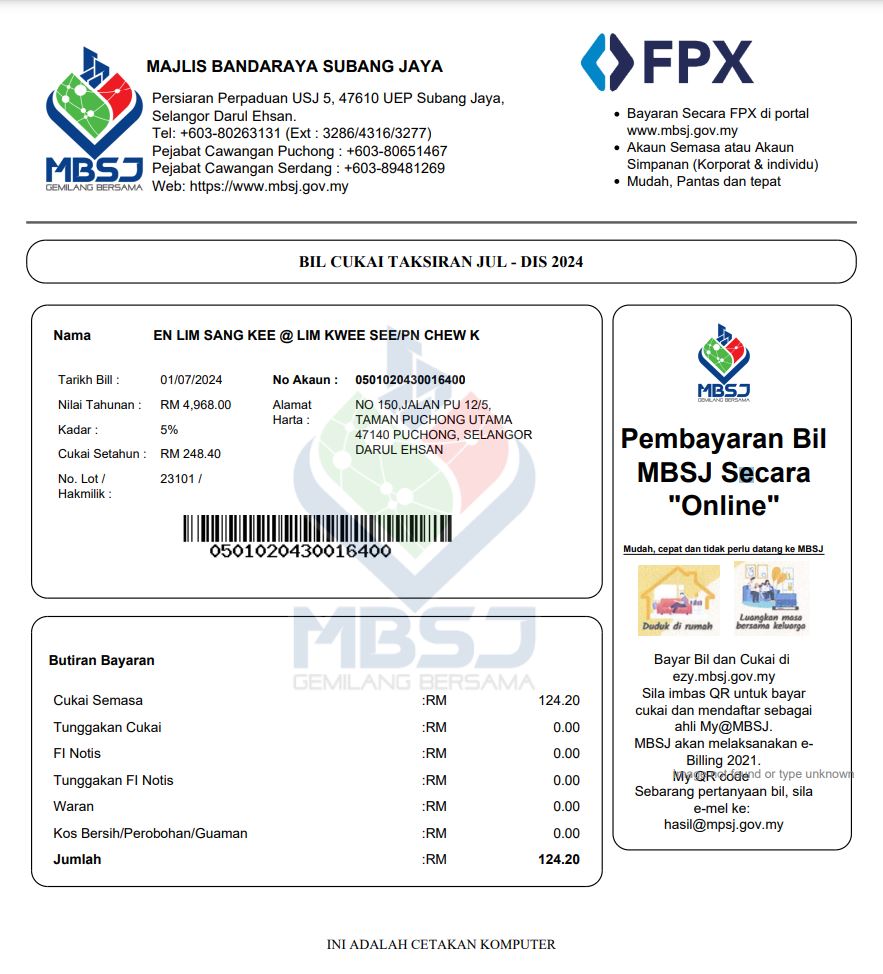 MBSJ
GEMILANG BERSAMA
MAJLIS BANDARAYA SUBANG JAYA
Persiaran Perpaduan USJ 5, 47610 UEP Subang Jaya,
Selangor Darul Ehsan.
Tel: +603-80263131 (Ext : 3286/4316/3277)
Pejabat Cawangan Puchong : +603-80651467
Pejabat Cawangan Serdang : +603-89481269
Web: https://www.mbsj.gov.my
FPX
• Bayaran Secara FPX di portal
www.mbsj.gov.my
• Akaun Semasa atau Akaun
Simpanan (Korporat & individu)
• Mudah, Pantas dan tepat
BIL CUKAI TAKSIRAN JUL - DIS 2024
Nama EN LIM SANG KEE @ LIM KWEE SEE/PN CHEW K
Tarikh Bill : 01/07/2024
Nilai Tahunan : RM 4,968.00
Kadar : 5%
Cukai Setahun : RM 248.40
No. Lot / 23101 /
Hakmilik :
No Akaun : 0501020430016400
Alamat NO 150,JALAN PU 12/5,
Harta : TAMAN PUCHONG UTAMA
47140 PUCHONG, SELANGOR
DARUL EHSAN
0501020430016400
MBSJ
GEMILANG BERSAMA
Butiran Bayaran
Cukai Semasa :RM 124.20
Tunggakan Cukai :RM 0.00
FI Notis :RM 0.00
Tunggakan FI Notis :RM 0.00
Waran :RM 0.00
Kos Bersih/Perobohan/Guaman :RM 0.00
Jumlah :RM 124.20
MBSJ
GEMILANG BERSAMA
Pembayaran Bil
MBSJ Secara
"Online"
Mudah, cepat dan tidak perlu datang ke MBSJ
Duduk di rumah
Luangkan masa
bersama keluarga
Bayar Bil dan Cukai di
ezy.mbsj.gov.my
Sila imbas QR untuk bayar
cukai dan mendaftar sebagai
ahli My@MBSJ.
MBSJ akan melaksanakan e-
Billing 2021.
My QR code
Image not found or type unknown
Sebarang pertanyaan bil, sila
e-mel ke:
hasil@mpsj.gov.my
INI ADALAH CETAKAN KOMPUTER